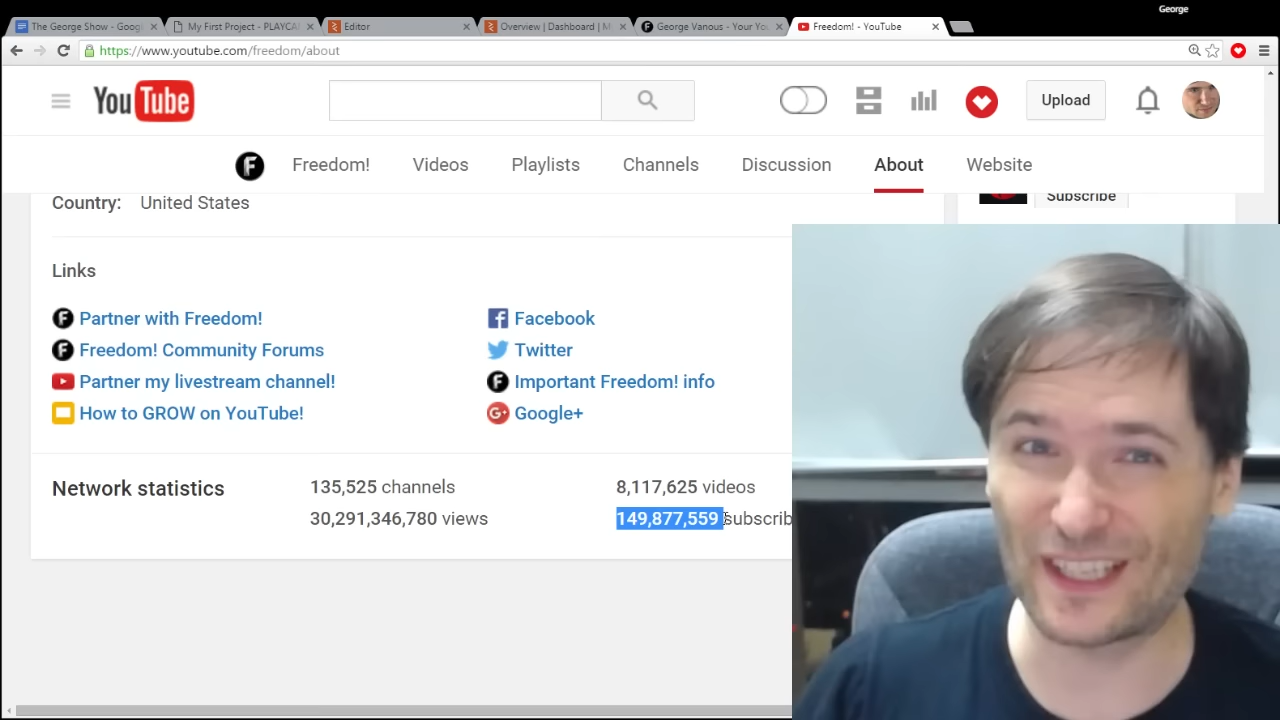 George
The George Show - Googl
My First Project - PLAYCA
Editor
Overview | Dashboard | M
George Vanous - Your Yo
Freedom! - YouTube
https://www.youtube.com/freedom/about
YouTube
Upload
F Freedom! Videos Playlists Channels Discussion About Website
Country: United States
Subscribe
Links
F Partner with Freedom!
F Freedom! Community Forums
Partner my livestream channel!
How to GROW on YouTube!
f Facebook
Twitter
F Important Freedom! info
G+ Google+
Network statistics
135,525 channels
8,117,625 videos
30,291,346,780 views
149,877,559 subscrib